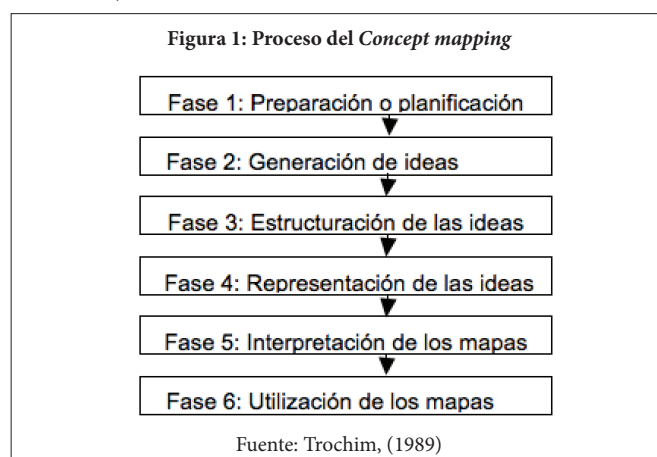 Figura 1: Proceso del Concept mapping
Fase 1: Preparación o planificación
Fase 2: Generación de ideas
Fase 3: Estructuración de las ideas
Fase 4: Representación de las ideas
Fase 5: Interpretación de los mapas
Fase 6: Utilización de los mapas
Fuente: Trochim, (1989)